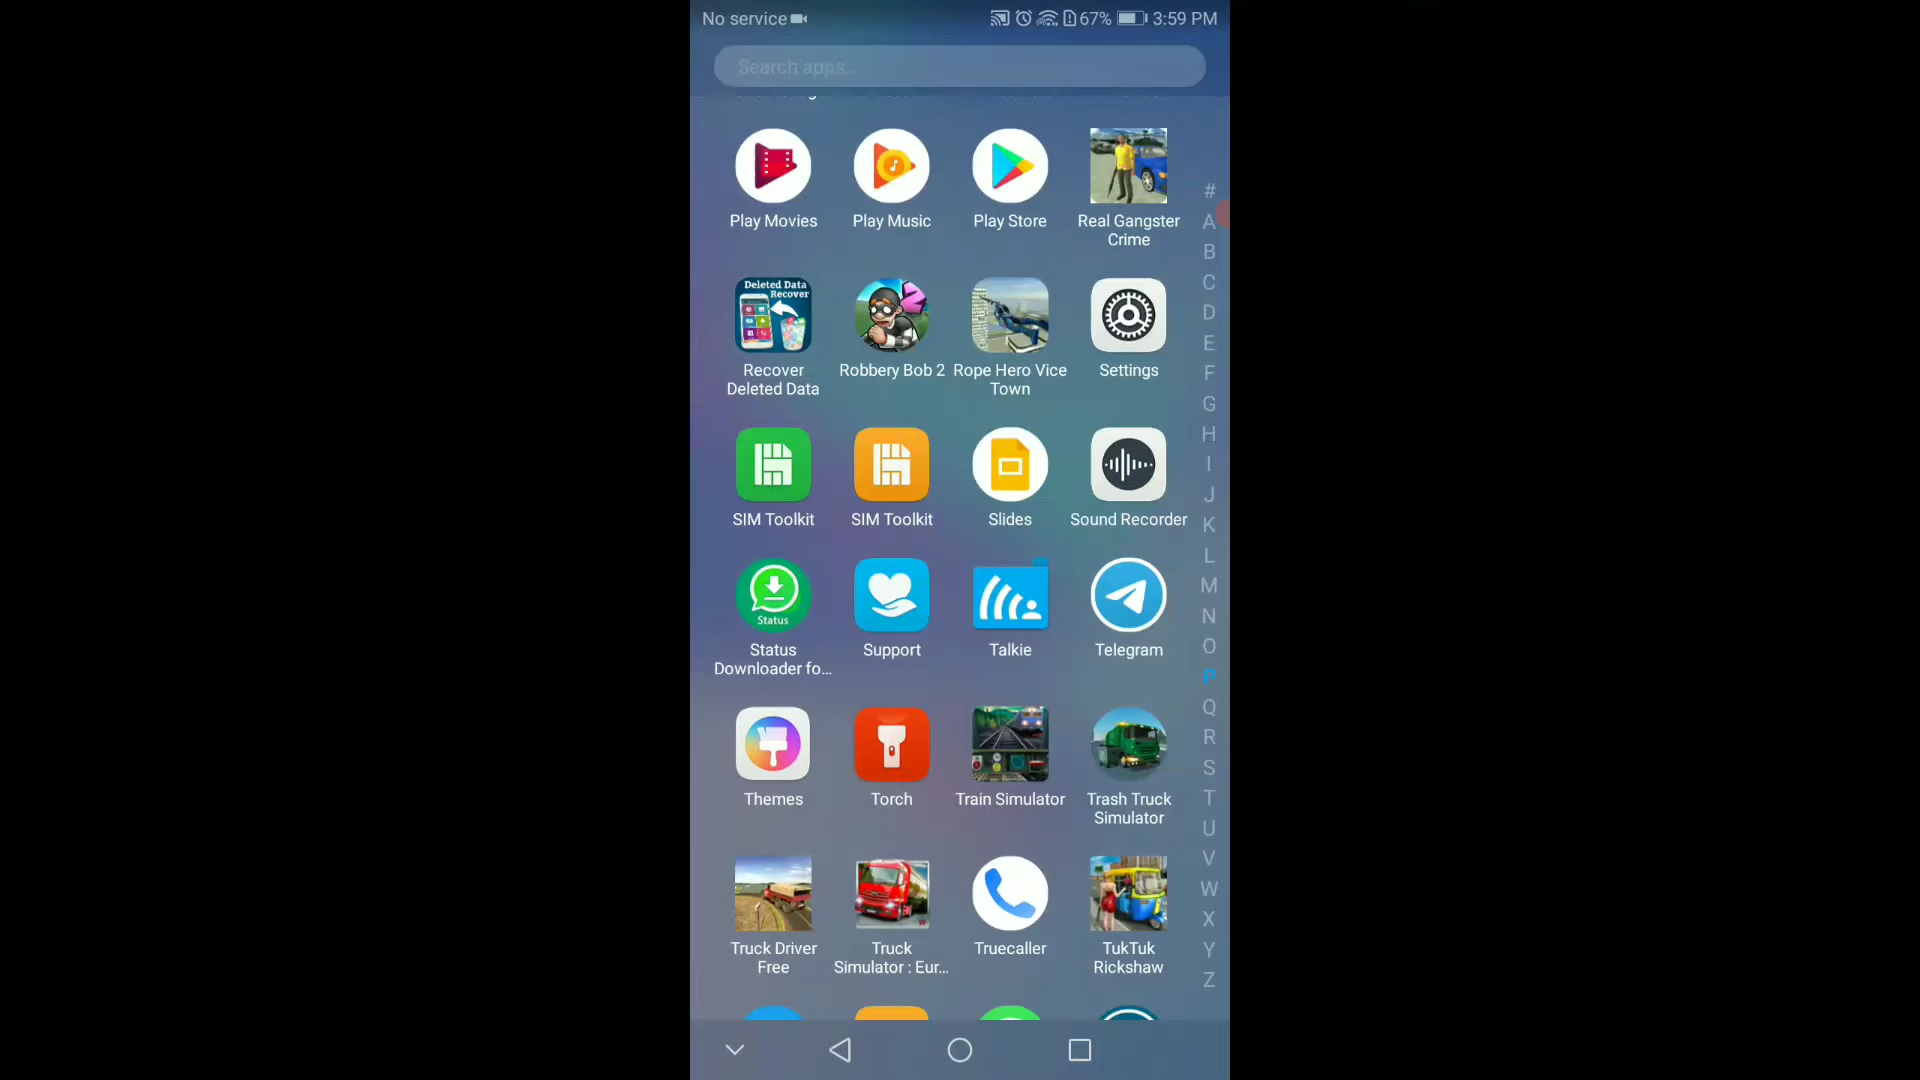 No service
67% 3:59 PM
Search apps...
Play Movies
Play Music
Play Store
Real Gangster
Crime
Deleted Data
Recover
Recover
Deleted Data
Robbery Bob 2
Rope Hero Vice
Town
Settings
SIM Toolkit
SIM Toolkit
Slides
Sound Recorder
Status
Status
Downloader fo...
Support
Talkie
Telegram
Themes
Torch
Train Simulator
Trash Truck
Simulator
Truck Driver
Free
Truck
Simulator : Eur...
Truecaller
TukTuk
Rickshaw
#
A
B
C
D
E
F
G
H
I
J
K
L
M
N
O
P
Q
R
S
T
U
V
W
X
Y
Z